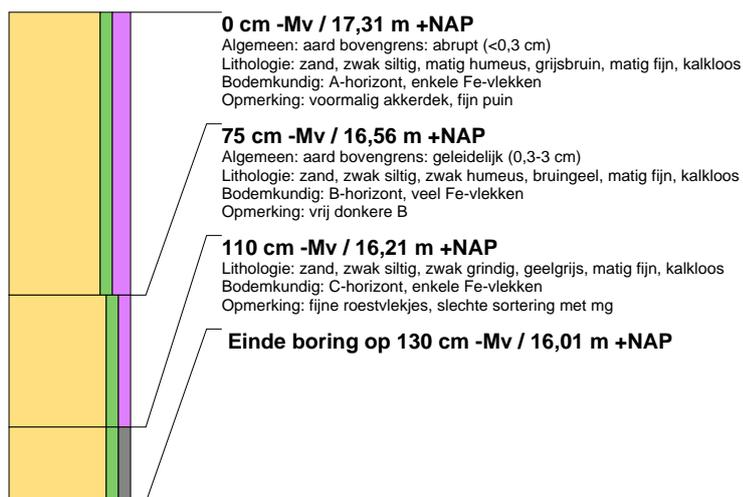 0 cm -Mv / 17,31 m +NAP
Algemeen: aard bovengrens: abrupt (<0,3 cm)
Lithologie: zand, zwak siltig, matig humeus, grijsbruin, matig fijn, kalkloos
Bodemkundig: A-horizont, enkele Fe-vlekken
Opmerking: voormalig akkerdek, fijn puin
75 cm -Mv / 16,56 m +NAP
Algemeen: aard bovengrens: geleidelijk (0,3-3 cm)
Lithologie: zand, zwak siltig, zwak humeus, bruingeel, matig fijn, kalkloos
Bodemkundig: B-horizont, veel Fe-vlekken
Opmerking: vrij donkere B
110 cm -Mv / 16,21 m +NAP
Lithologie: zand, zwak siltig, zwak grindig, geelgrijs, matig fijn, kalkloos
Bodemkundig: C-horizont, enkele Fe-vlekken
Opmerking: fijne roestvlekjes, slechte sortering met mg
Einde boring op 130 cm -Mv / 16,01 m +NAP